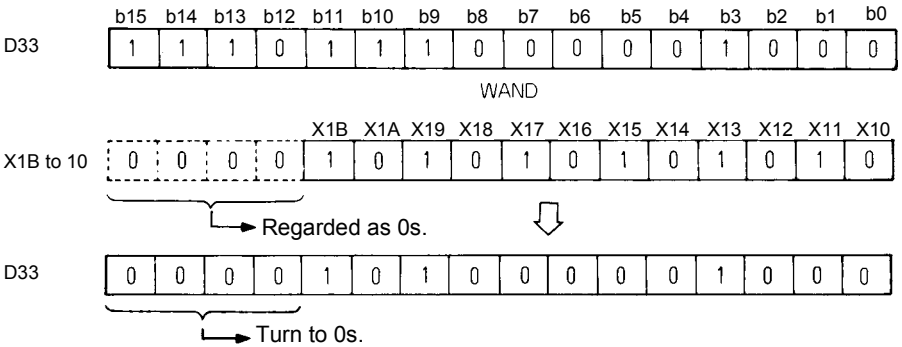 b15 b14 b13 b12 b11 b10 b9 b8 b7 b6 b5 b4 b3 b2 b1 b0
D33 1 1 1 0 1 1 1 0 0 0 0 0 1 0 0 0
WAND
X1B X1A X19 X18 X17 X16 X15 X14 X13 X12 X11 X10
X1B to 10 0 0 0 0 1 0 1 0 1 0 1 0 1 0 1 0
Regarded as 0s.
D33 0 0 0 0 1 0 1 0 0 0 0 0 1 0 0 0
Turn to 0s.